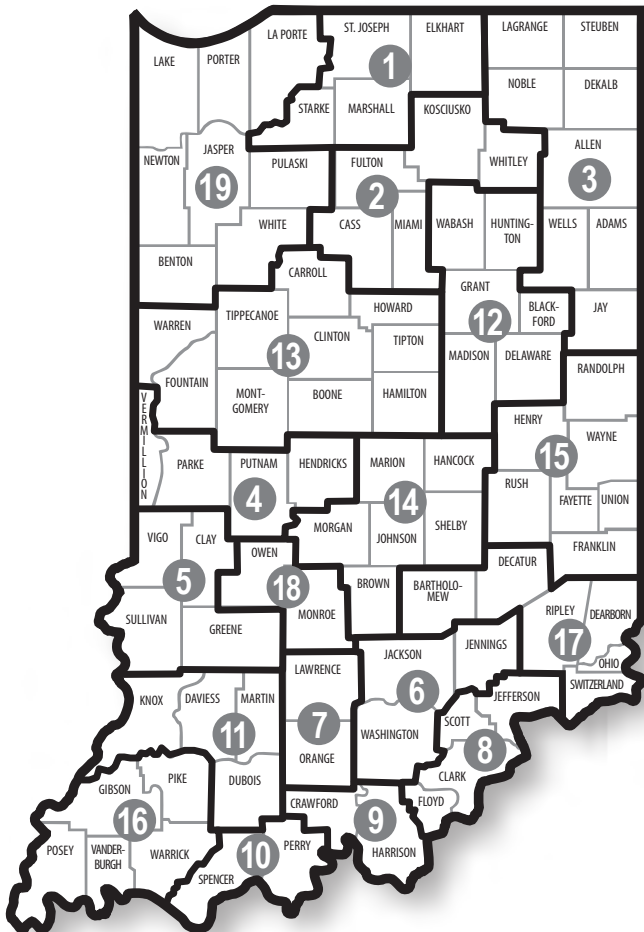 LAKE
PORTER
LA PORTE
ST. JOSEPH
ELKHART
LAGRANGE
STEUBEN
1
NOBLE
DEKALB
STARKE
MARSHALL
KOSCIUSKO
NEWTON
JASPER
PULASKI
FULTON
WHITLEY
ALLEN
19
2
3
WHITE
CASS
MIAMI
WABASH
HUNTING-
TON
WELLS
ADAMS
BENTON
CARROLL
GRANT
WARREN
TIPPECANOE
HOWARD
BLACK-
FORD
JAY
12
CLINTON
TIPTON
13
MADISON
DELAWARE
RANDOLPH
FOUNTAIN
MONT-
GOMERY
BOONE
HAMILTON
VERMILLION
HENRY
WAYNE
PARKE
PUTNAM
HENDRICKS
MARION
HANCOCK
15
4
14
RUSH
FAYETTE
UNION
MORGAN
JOHNSON
SHELBY
VIGO
CLAY
OWEN
DECATUR
FRANKLIN
5
18
BROWN
BARTHOLO-
MEW
SULLIVAN
GREENE
MONROE
RIPLEY
DEARBORN
17
OHIO
SWITZERLAND
LAWRENCE
JACKSON
JENNINGS
KNOX
DAVIESS
MARTIN
6
JEFFERSON
11
7
SCOTT
WASHINGTON
8
ORANGE
GIBSON
PIKE
DUBOIS
CLARK
16
CRAWFORD
FLOYD
9
POSEY
VANDER-
BURGH
WARRICK
10
PERRY
HARRISON
SPENCER